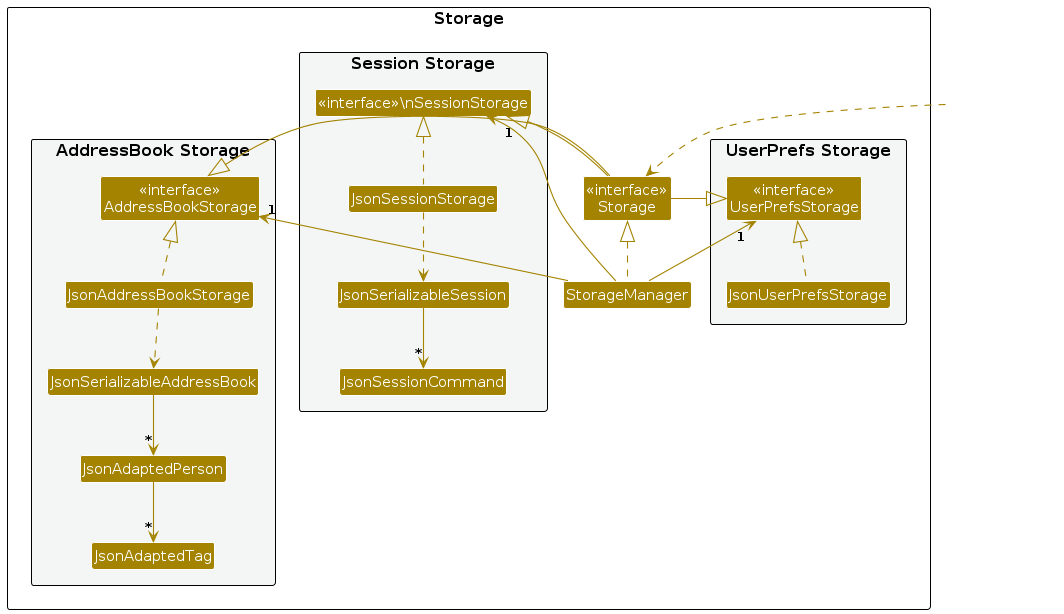 Storage
Session Storage
«interface»\nSessionStorage
1
AddressBook Storage
UserPrefs Storage
«interface»
AddressBookStorage
1
JsonSessionStorage
«interface»
Storage
«interface»
UserPrefsStorage
1
JsonAddressBookStorage
JsonSerializableSession
StorageManager
JsonUserPrefsStorage
*
JsonSerializableAddressBook
JsonSessionCommand
*
JsonAdaptedPerson
*
JsonAdaptedTag